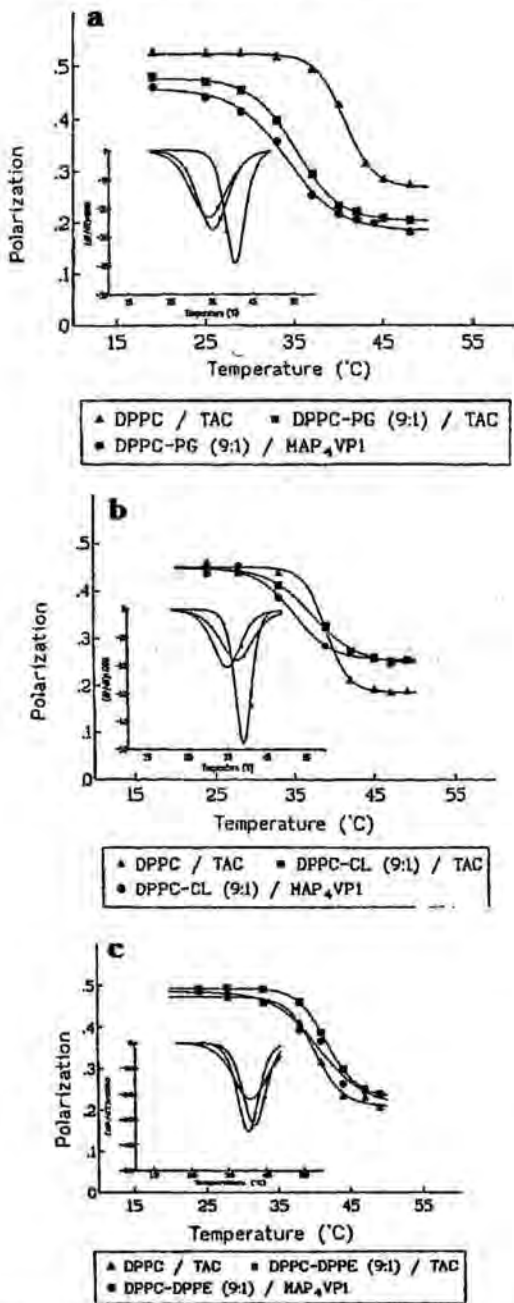 a
.5
.4
.3
.2
.1
0
15 25 35 45 55
Polarization
Temperature (°C)
▲ DPPC / TAC ■ DPPC-PG (9:1) / TAC
■ DPPC-PG (9:1) / MAP₄VP1
b
.5
.4
.3
.2
.1
0
15 25 35 45 55
Polarization
Temperature (°C)
▲ DPPC / TAC ■ DPPC-CL (9:1) / TAC
● DPPC-CL (9:1) / MAP₄VP1
c
.5
.4
.3
.2
.1
0
15 25 35 45 55
Polarization
Temperature (°C)
▲ DPPC / TAC ■ DPPC-DPPE (9:1) / TAC
■ DPPC-DPPE (9:1) / MAP₄VP1